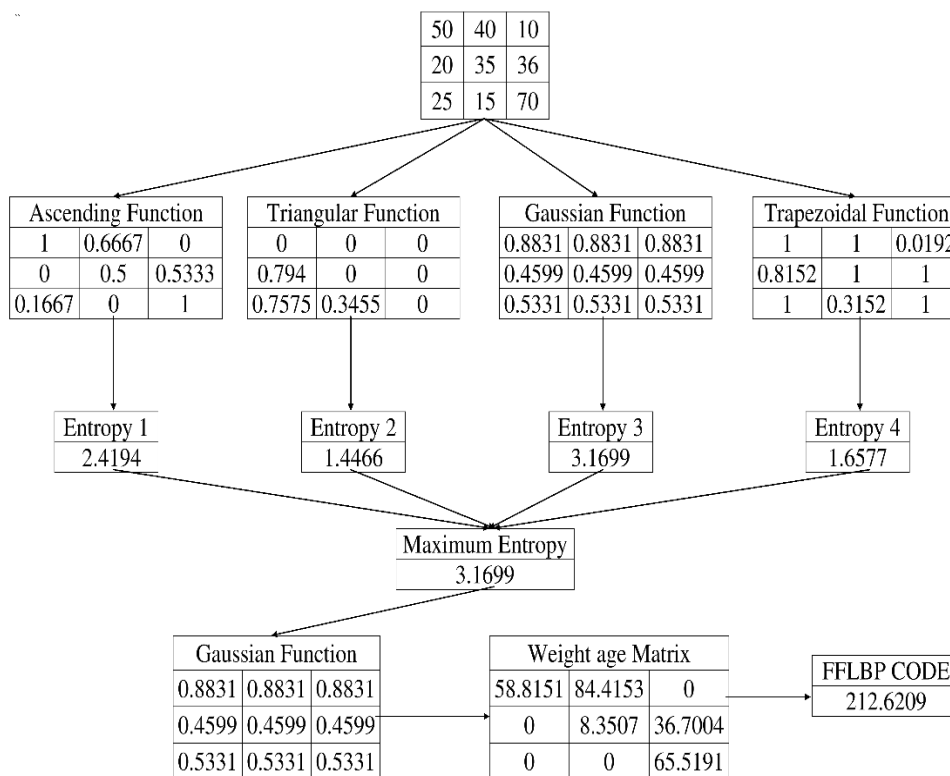 50 40 10
20 35 36
25 15 70
Ascending Function
1 0.6667 0
0 0.5 0.5333
0.1667 0 1
Triangular Function
0 0 0
0.794 0 0
0.7575 0.3455 0
Gaussian Function
0.8831 0.8831 0.8831
0.4599 0.4599 0.4599
0.5331 0.5331 0.5331
Trapezoidal Function
1 1 0.0192
0.8152 1 1
1 0.3152 1
Entropy 1
2.4194
Entropy 2
1.4466
Entropy 3
3.1699
Entropy 4
1.6577
Maximum Entropy
3.1699
Gaussian Function
0.8831 0.8831 0.8831
0.4599 0.4599 0.4599
0.5331 0.5331 0.5331
Weight age Matrix
58.8151 84.4153 0
0 8.3507 36.7004
0 0 65.5191
FFLBP CODE
212.6209